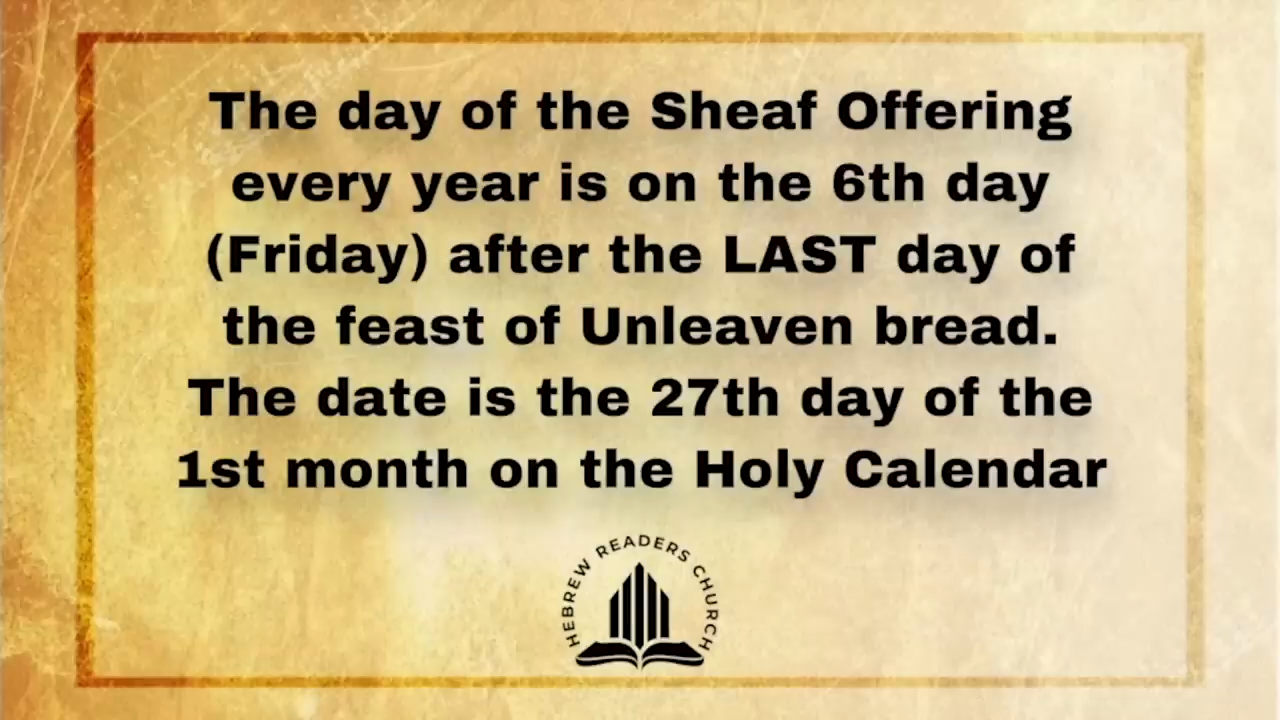 The day of the Sheaf Offering
every year is on the 6th day
(Friday) after the LAST day of
the feast of Unleaven bread.
The date is the 27th day of the
1st month on the Holy Calendar
HEBREW READERS CHURCH